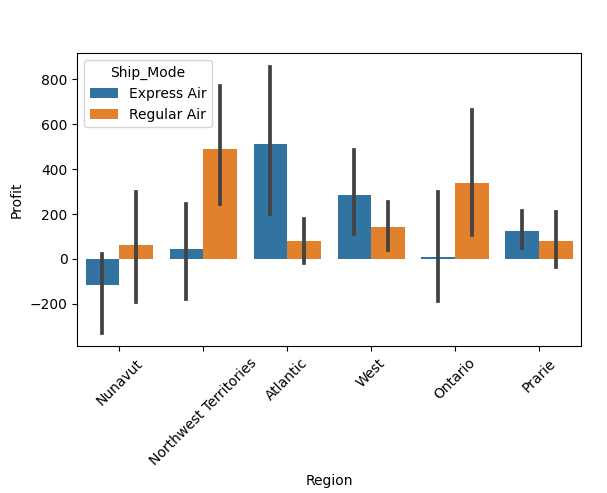 Ship_Mode
Express Air
Regular Air
Profit
800
600
400
200
0
−200
Nunavut
Northwest Territories
Atlantic
West
Ontario
Prarie
Region